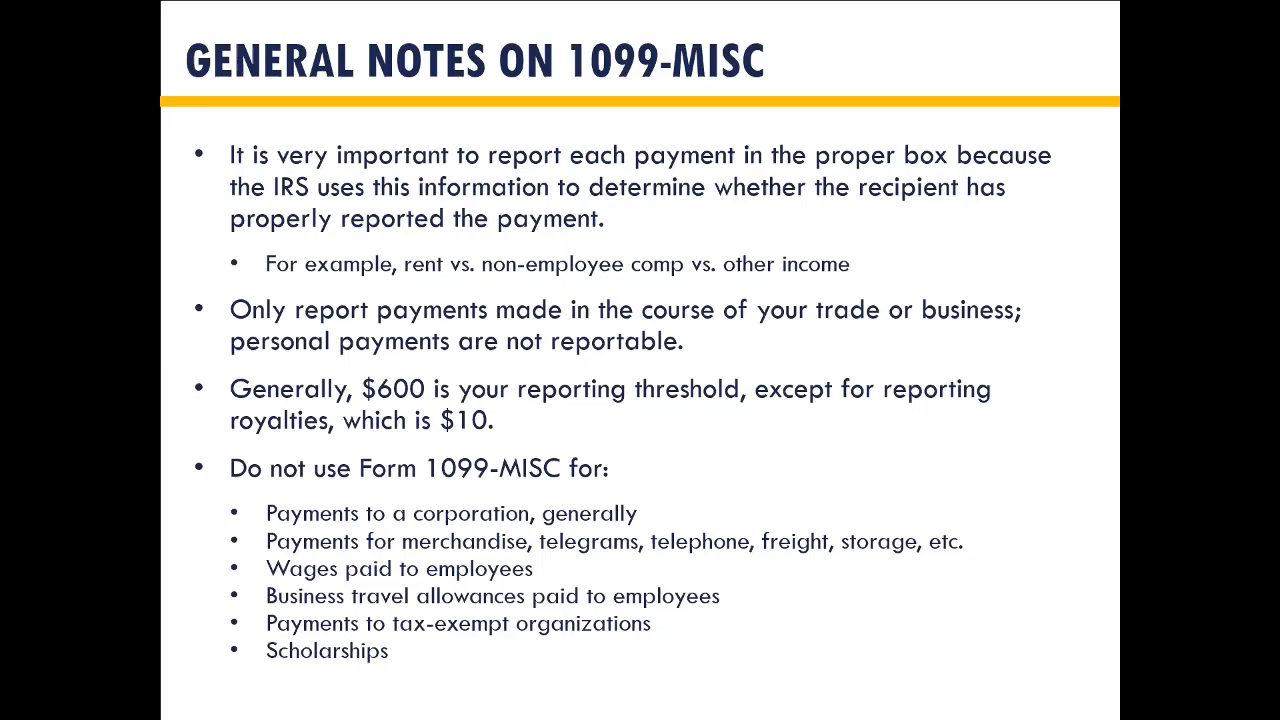 GENERAL NOTES ON 1099-MISC
• It is very important to report each payment in the proper box because
the IRS uses this information to determine whether the recipient has
properly reported the payment.
• For example, rent vs. non-employee comp vs. other income
• Only report payments made in the course of your trade or business;
personal payments are not reportable.
• Generally, $600 is your reporting threshold, except for reporting
royalties, which is $10.
• Do not use Form 1099-MISC for:
• Payments to a corporation, generally
• Payments for merchandise, telegrams, telephone, freight, storage, etc.
• Wages paid to employees
• Business travel allowances paid to employees
• Payments to tax-exempt organizations
• Scholarships